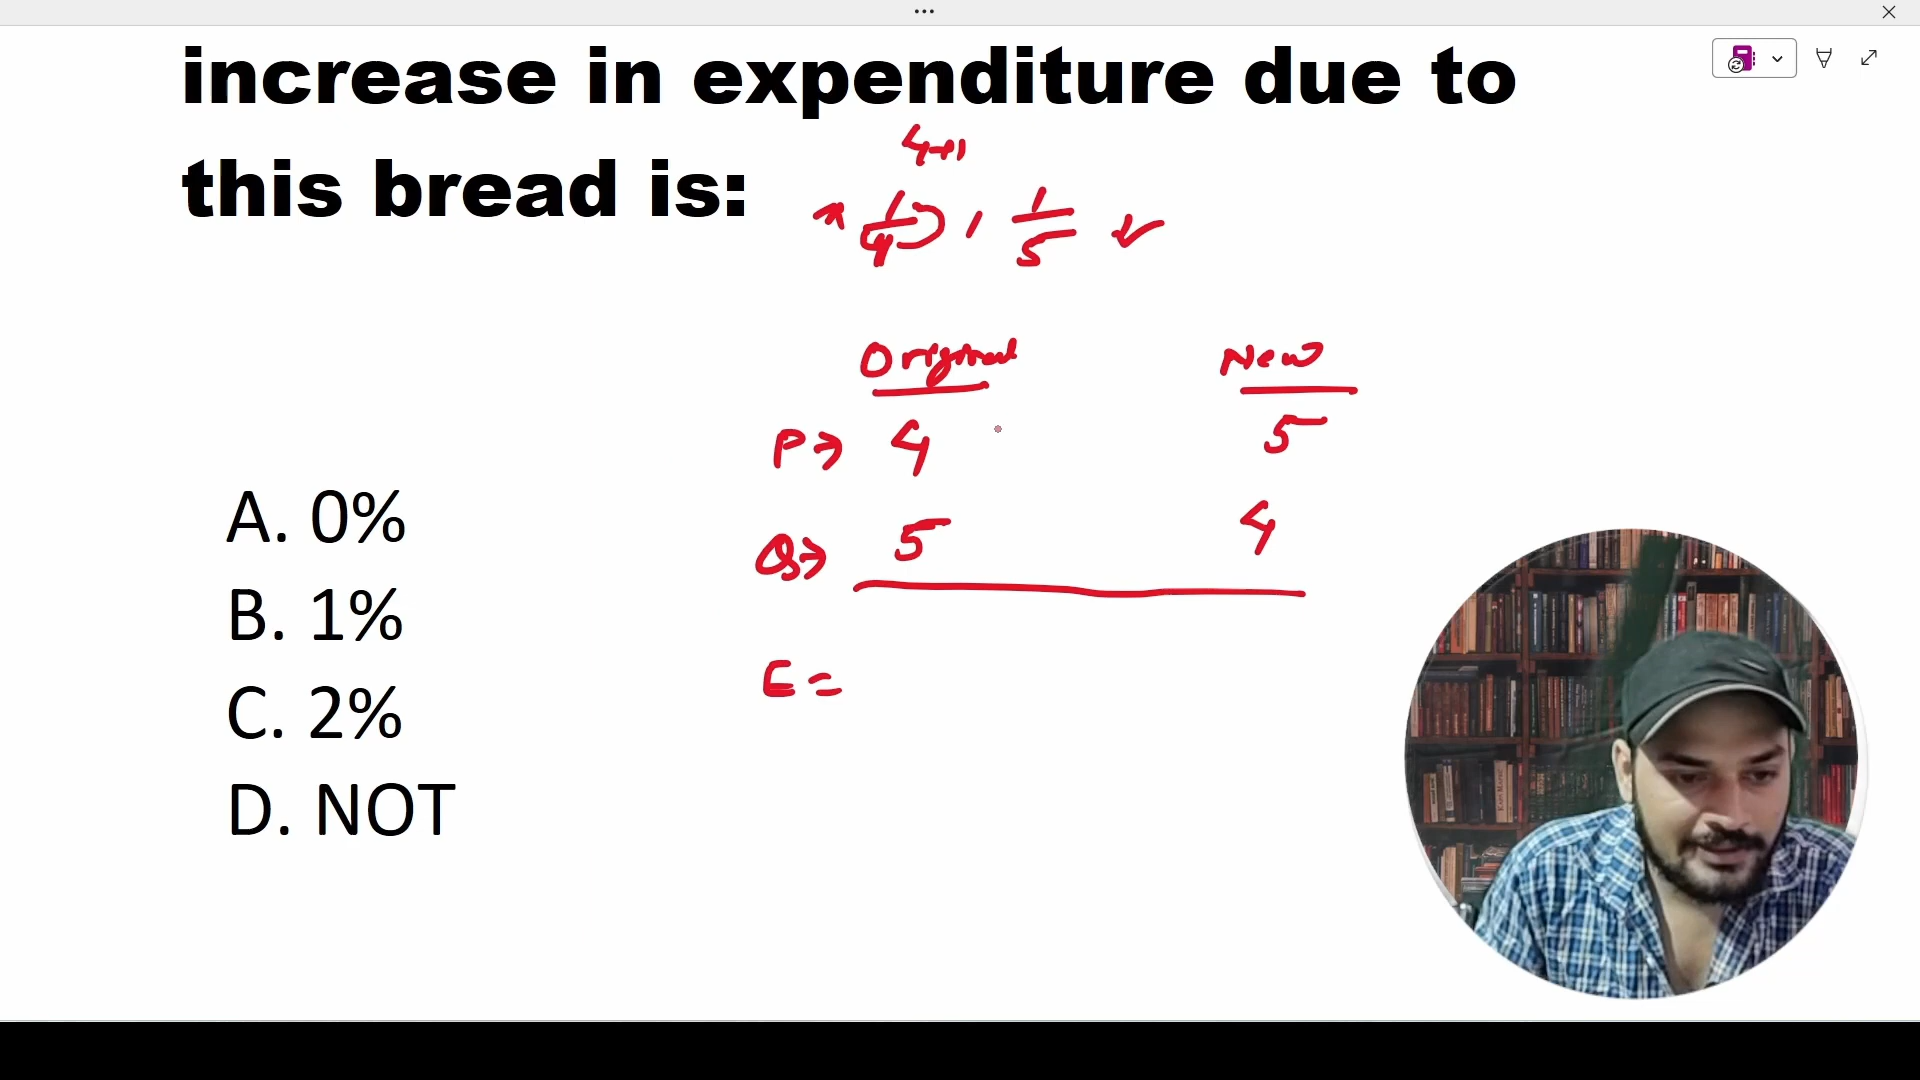 increase in expenditure due to
this bread is:
4+1
1/4 , 1/5
Original New
P→ 4 5
Q→ 5 4
E =
A. 0%
B. 1%
C. 2%
D. NOT